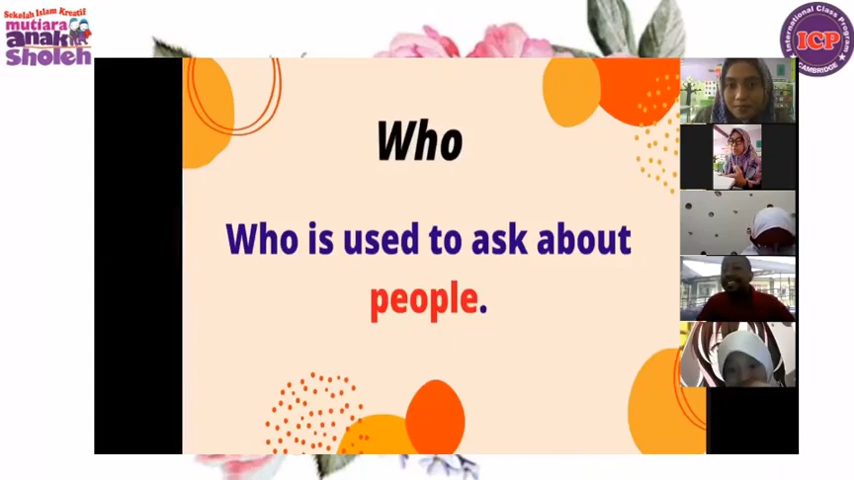 Sekolah Islam Kreatif
mutiara
anak
Sholeh
International Class Program
ICP
CAMBRIDGE
Who
Who is used to ask about
people.